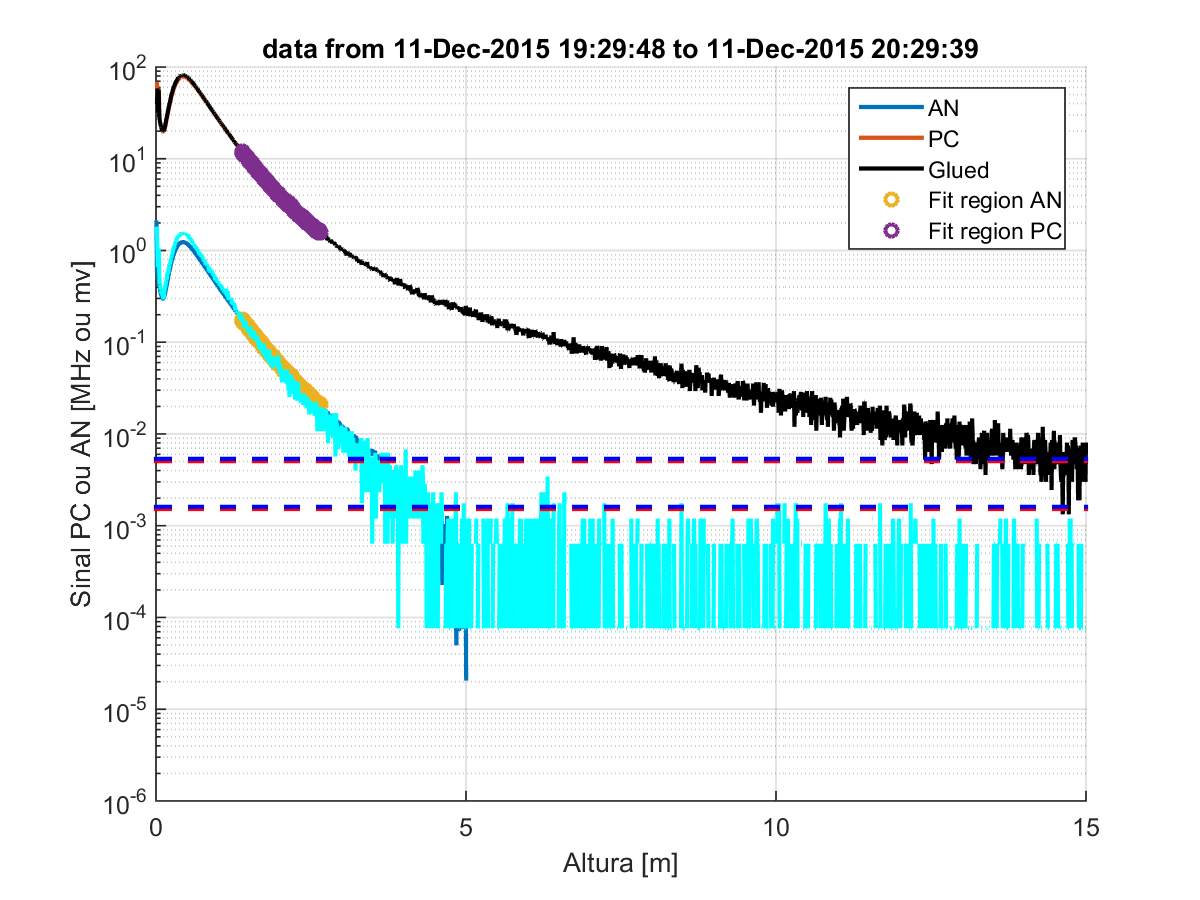 data from 11-Dec-2015 19:29:48 to 11-Dec-2015 20:29:39
AN
PC
Glued
Fit region AN
Fit region PC
Sinal PC ou AN [MHz ou mv]
10^2
10^1
10^0
10^-1
10^-2
10^-3
10^-4
10^-5
10^-6
0 5 10 15
Altura [m]